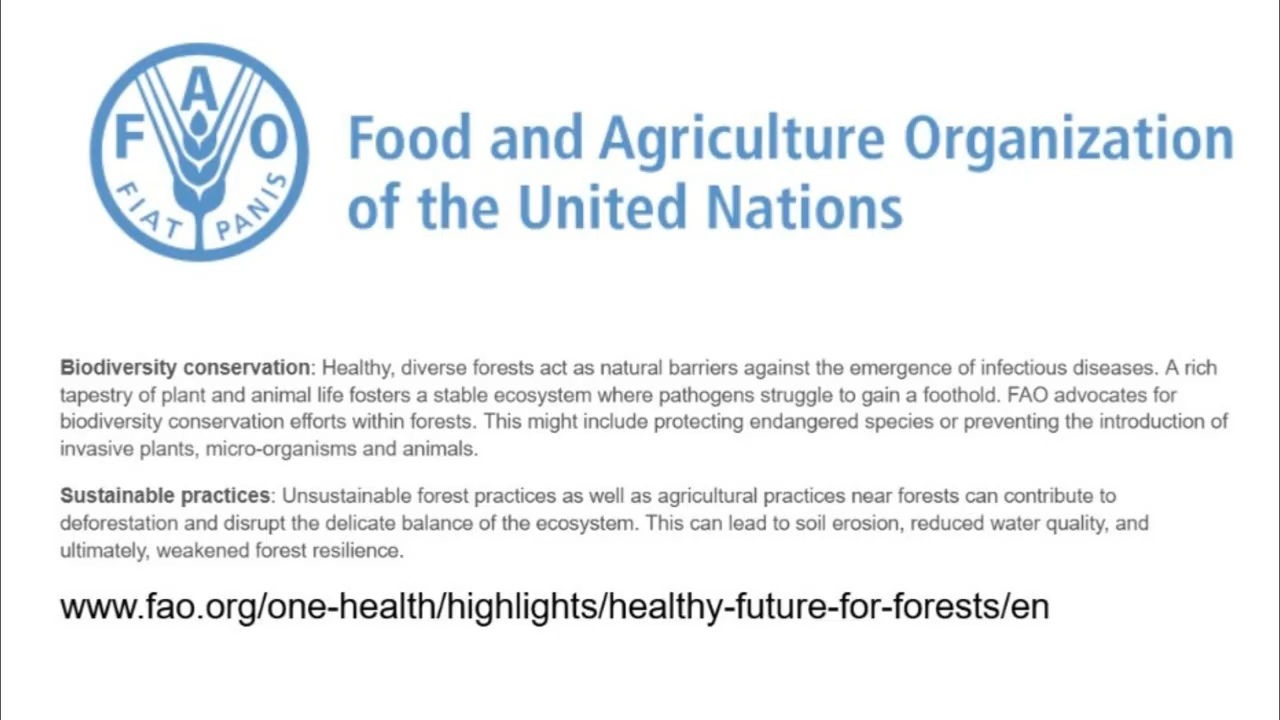 F A O
FIAT PANIS
Food and Agriculture Organization
of the United Nations
Biodiversity conservation: Healthy, diverse forests act as natural barriers against the emergence of infectious diseases. A rich
tapestry of plant and animal life fosters a stable ecosystem where pathogens struggle to gain a foothold. FAO advocates for
biodiversity conservation efforts within forests. This might include protecting endangered species or preventing the introduction of
invasive plants, micro-organisms and animals.
Sustainable practices: Unsustainable forest practices as well as agricultural practices near forests can contribute to
deforestation and disrupt the delicate balance of the ecosystem. This can lead to soil erosion, reduced water quality, and
ultimately, weakened forest resilience.
www.fao.org/one-health/highlights/healthy-future-for-forests/en